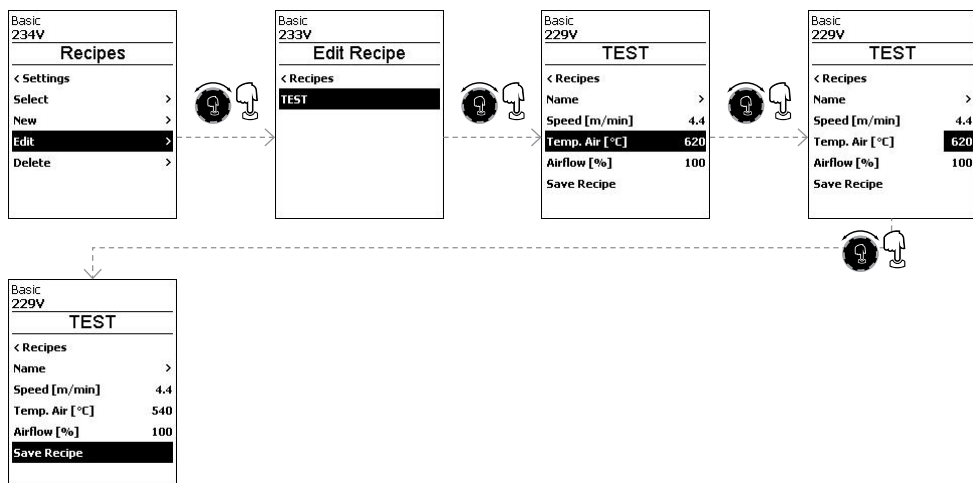 Basic
234V
Recipes
< Settings
Select >
New >
Edit >
Delete >
Basic
233V
Edit Recipe
< Recipes
TEST
Basic
229V
TEST
< Recipes
Name >
Speed [m/min] 4.4
Temp. Air [°C] 620
Airflow [%] 100
Save Recipe
Basic
229V
TEST
< Recipes
Name >
Speed [m/min] 4.4
Temp. Air [°C] 620
Airflow [%] 100
Save Recipe
Basic
229V
TEST
< Recipes
Name >
Speed [m/min] 4.4
Temp. Air [°C] 540
Airflow [%] 100
Save Recipe